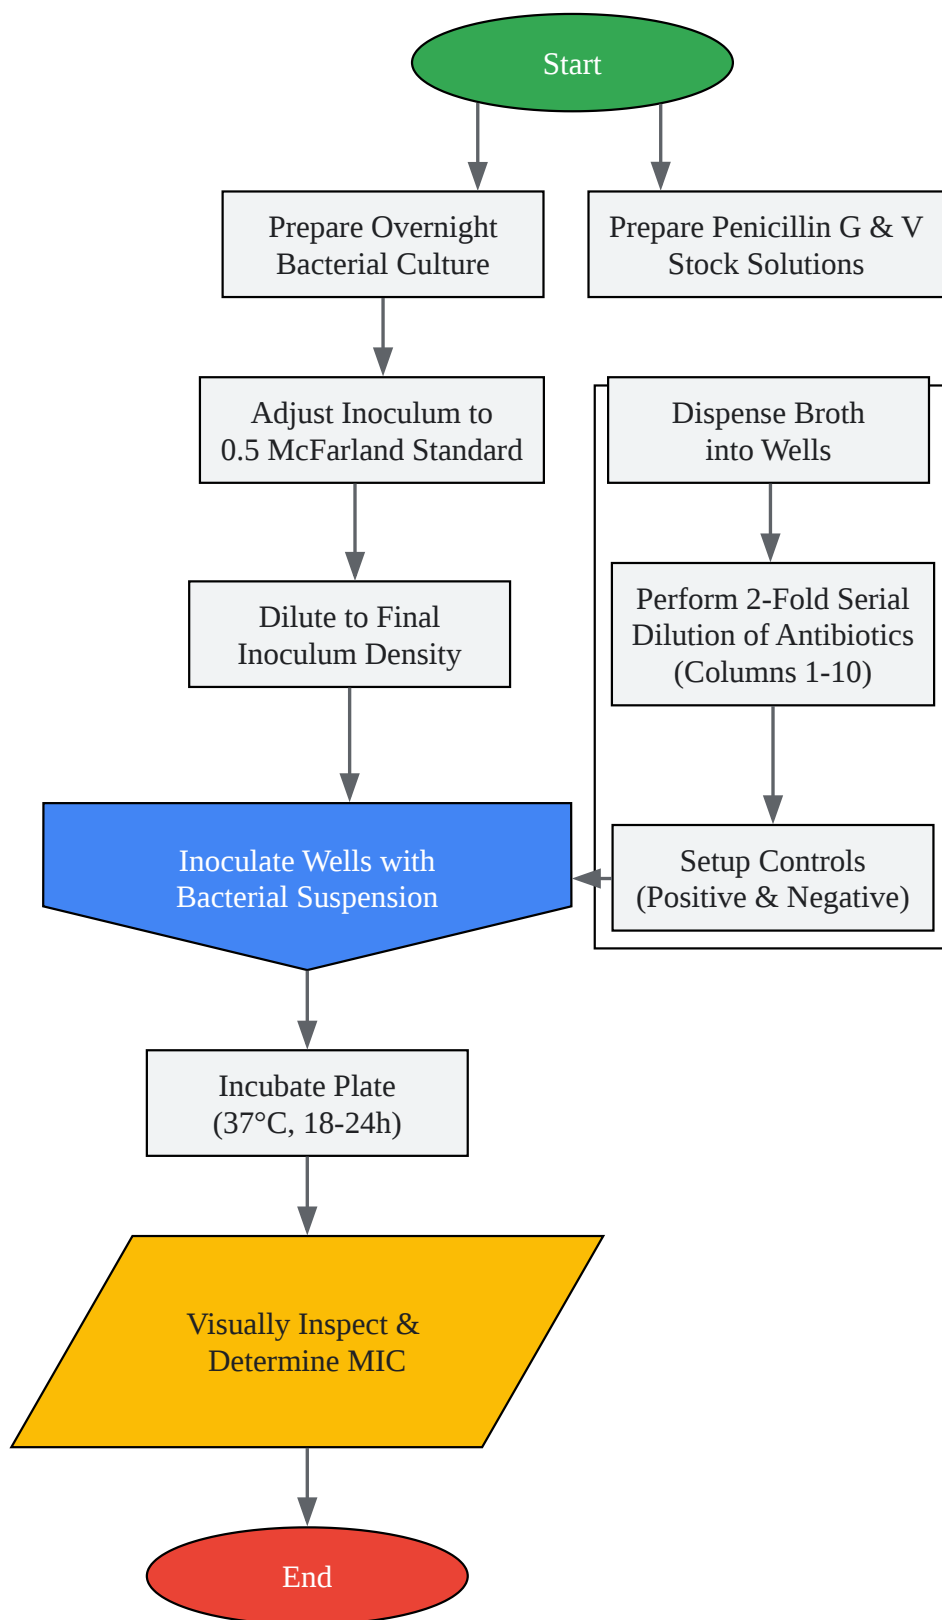 Start
Prepare Overnight
Bacterial Culture
Prepare Penicillin G & V
Stock Solutions
Adjust Inoculum to
0.5 McFarland Standard
Dispense Broth
into Wells
Dilute to Final
Inoculum Density
Perform 2-Fold Serial
Dilution of Antibiotics
(Columns 1-10)
Inoculate Wells with
Bacterial Suspension
Setup Controls
(Positive & Negative)
Incubate Plate
(37°C, 18-24h)
Visually Inspect &
Determine MIC
End